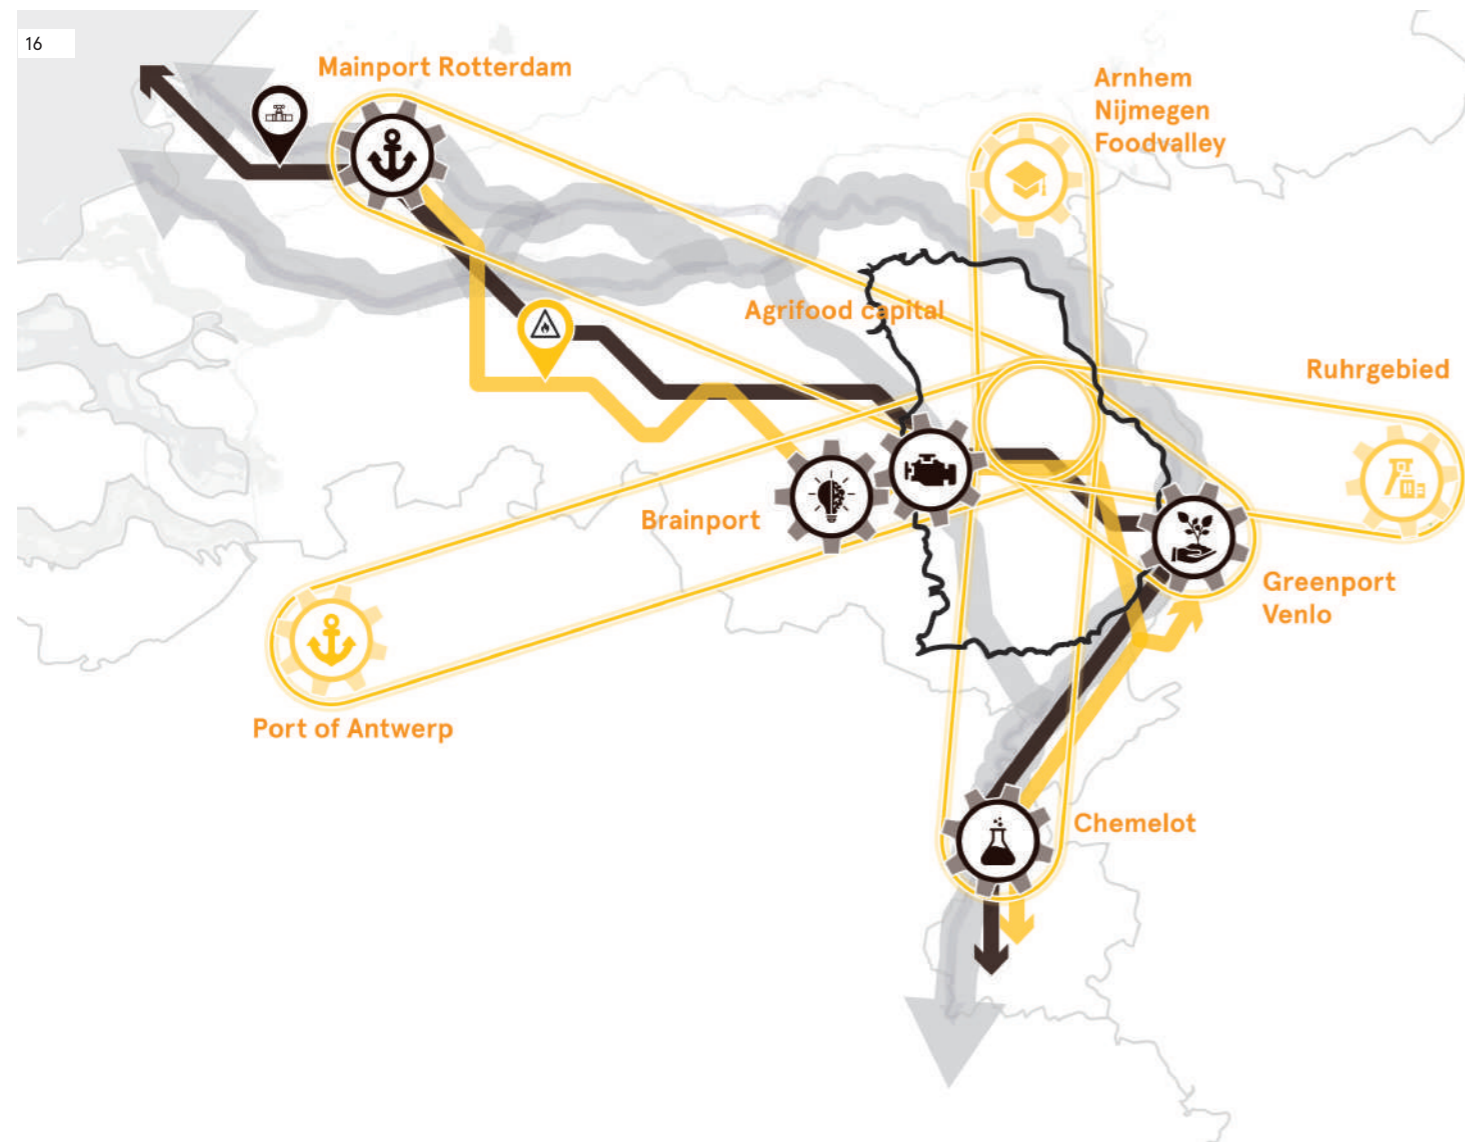 16
Mainport Rotterdam
Arnhem
Nijmegen
Foodvalley
Agrifood capital
Ruhrgebied
Brainport
Greenport
Venlo
Port of Antwerp
Chemelot